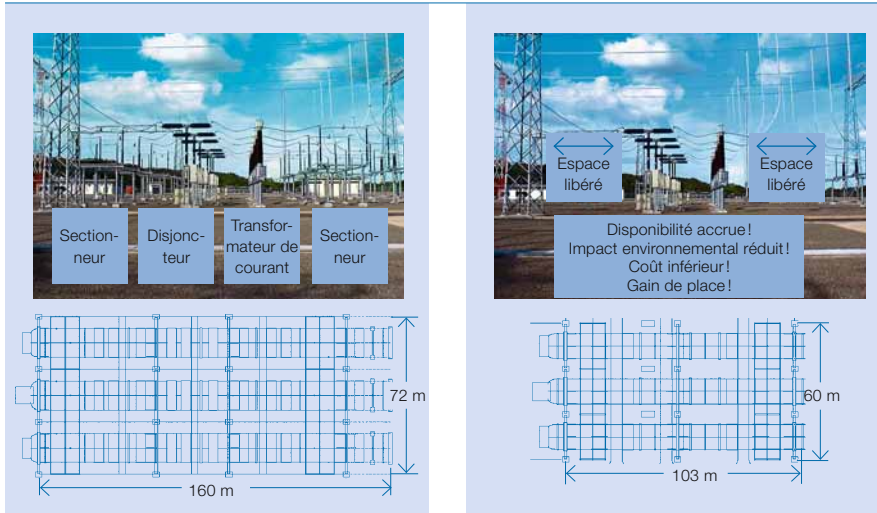 Section-
neur
Disjonc-
teur
Transfor-
mateur de
courant
Section-
neur
72 m
160 m
Espace
libéré
Espace
libéré
Disponibilité accrue !
Impact environnemental réduit !
Coût inférieur !
Gain de place !
60 m
103 m